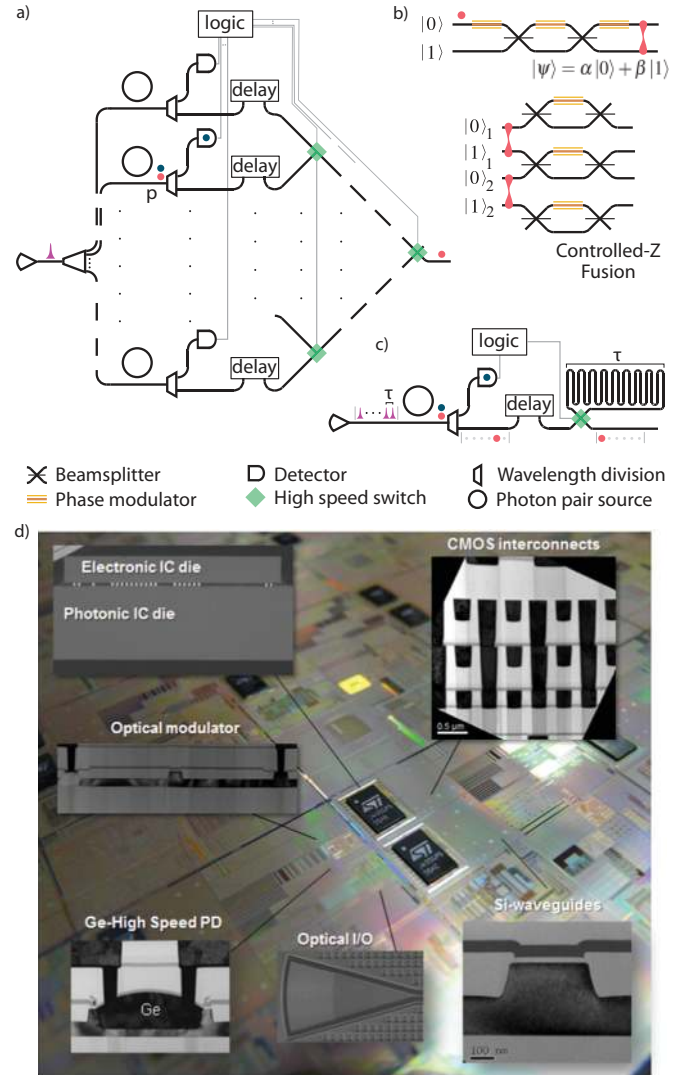 a)
logic
b)
|0⟩
|1⟩
|ψ⟩ = α|0⟩ + β|1⟩
delay
p
delay
|0⟩₁
|1⟩₁
|0⟩₂
|1⟩₂
Controlled-Z
Fusion
delay
c)
logic
τ
τ
delay
Beamsplitter
Detector
Wavelength division
Phase modulator
High speed switch
Photon pair source
d)
Electronic IC die
Photonic IC die
CMOS interconnects
0.5 μm
Optical modulator
Ge-High Speed PD
Ge
Optical I/O
Si-waveguides
100 nm